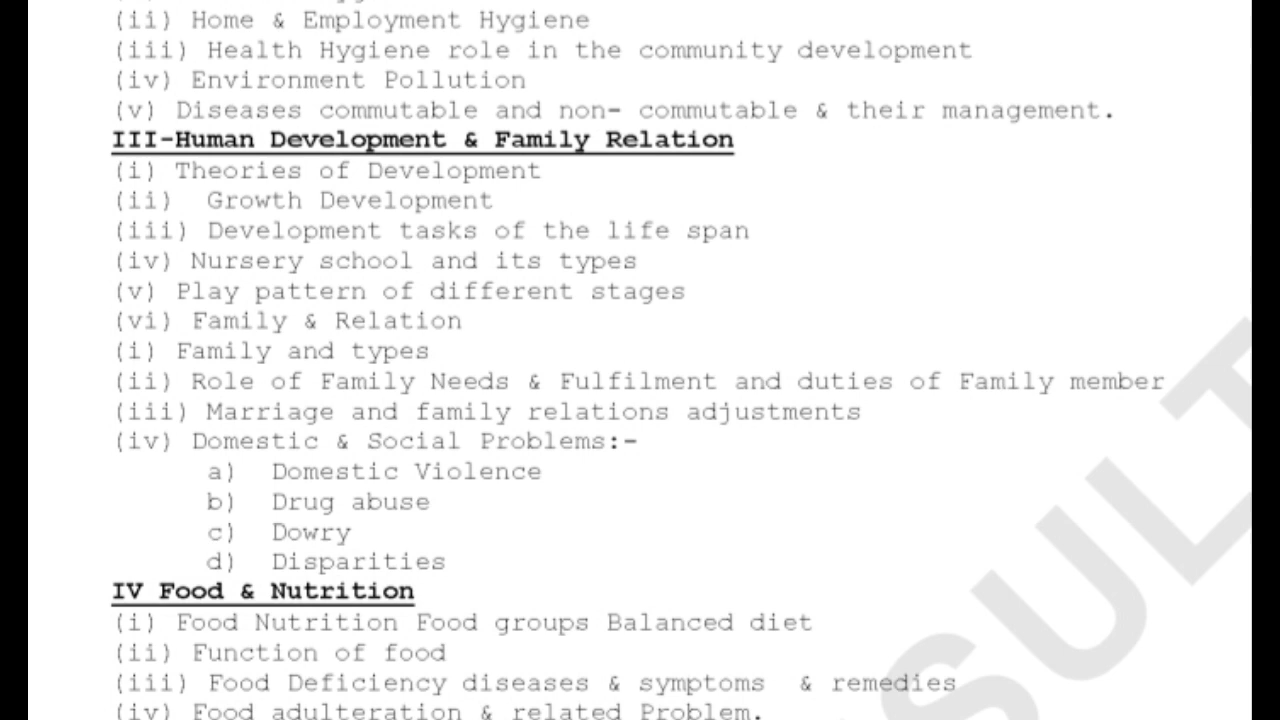 (ii) Home & Employment Hygiene
(iii) Health Hygiene role in the community development
(iv) Environment Pollution
(v) Diseases commutable and non- commutable & their management.
III-Human Development & Family Relation
(i) Theories of Development
(ii) Growth Development
(iii) Development tasks of the life span
(iv) Nursery school and its types
(v) Play pattern of different stages
(vi) Family & Relation
(i) Family and types
(ii) Role of Family Needs & Fulfilment and duties of Family member
(iii) Marriage and family relations adjustments
(iv) Domestic & Social Problems:-
a) Domestic Violence
b) Drug abuse
c) Dowry
d) Disparities
IV Food & Nutrition
(i) Food Nutrition Food groups Balanced diet
(ii) Function of food
(iii) Food Deficiency diseases & symptoms & remedies
(iv) Food adulteration & related Problem.
SULT